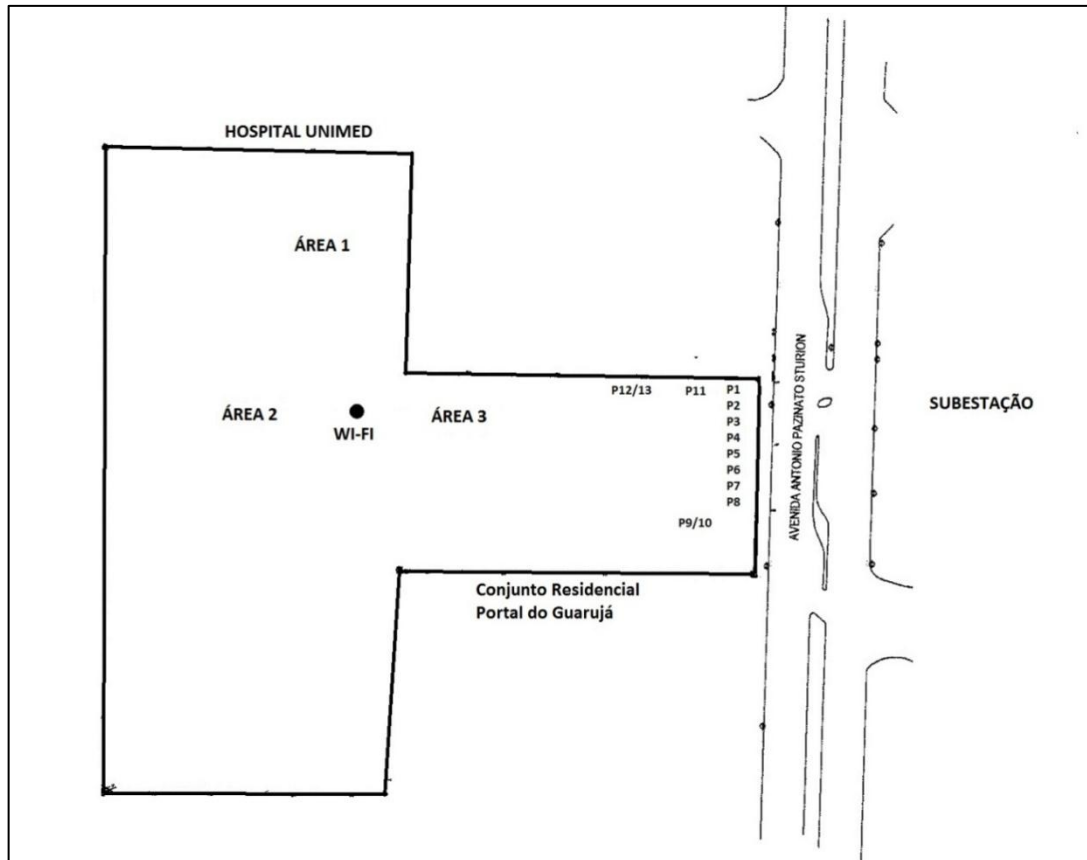 HOSPITAL UNIMED
ÁREA 1
ÁREA 2
WI-FI
ÁREA 3
P12/13
P11
P1
P2
P3
P4
P5
P6
P7
P8
P9/10
Conjunto Residencial
Portal do Guarujá
AVENIDA ANTONIO PAZINATO STURION
SUBESTAÇÃO